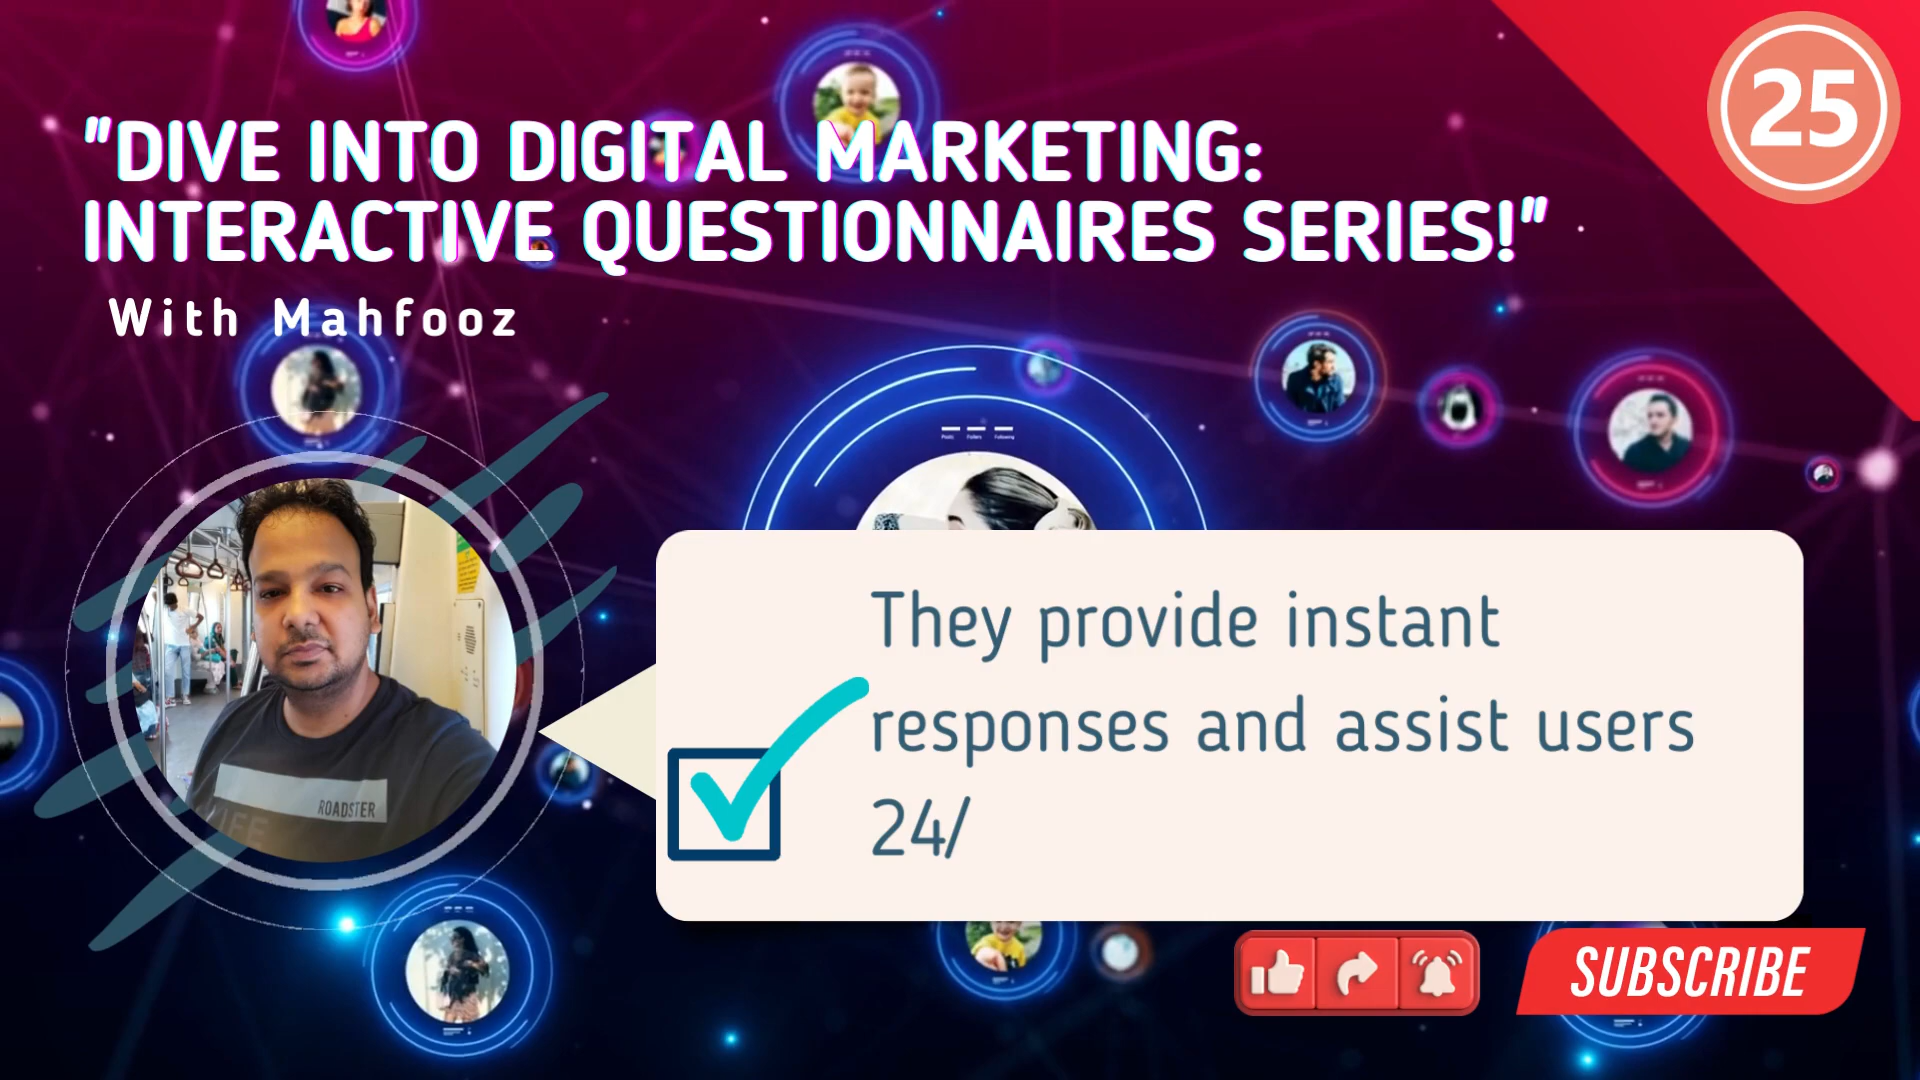 25
"DIVE INTO DIGITAL MARKETING:
INTERACTIVE QUESTIONNAIRES SERIES!"
With Mahfooz
They provide instant
responses and assist users
24/
ROADSTER
LIFE
SUBSCRIBE